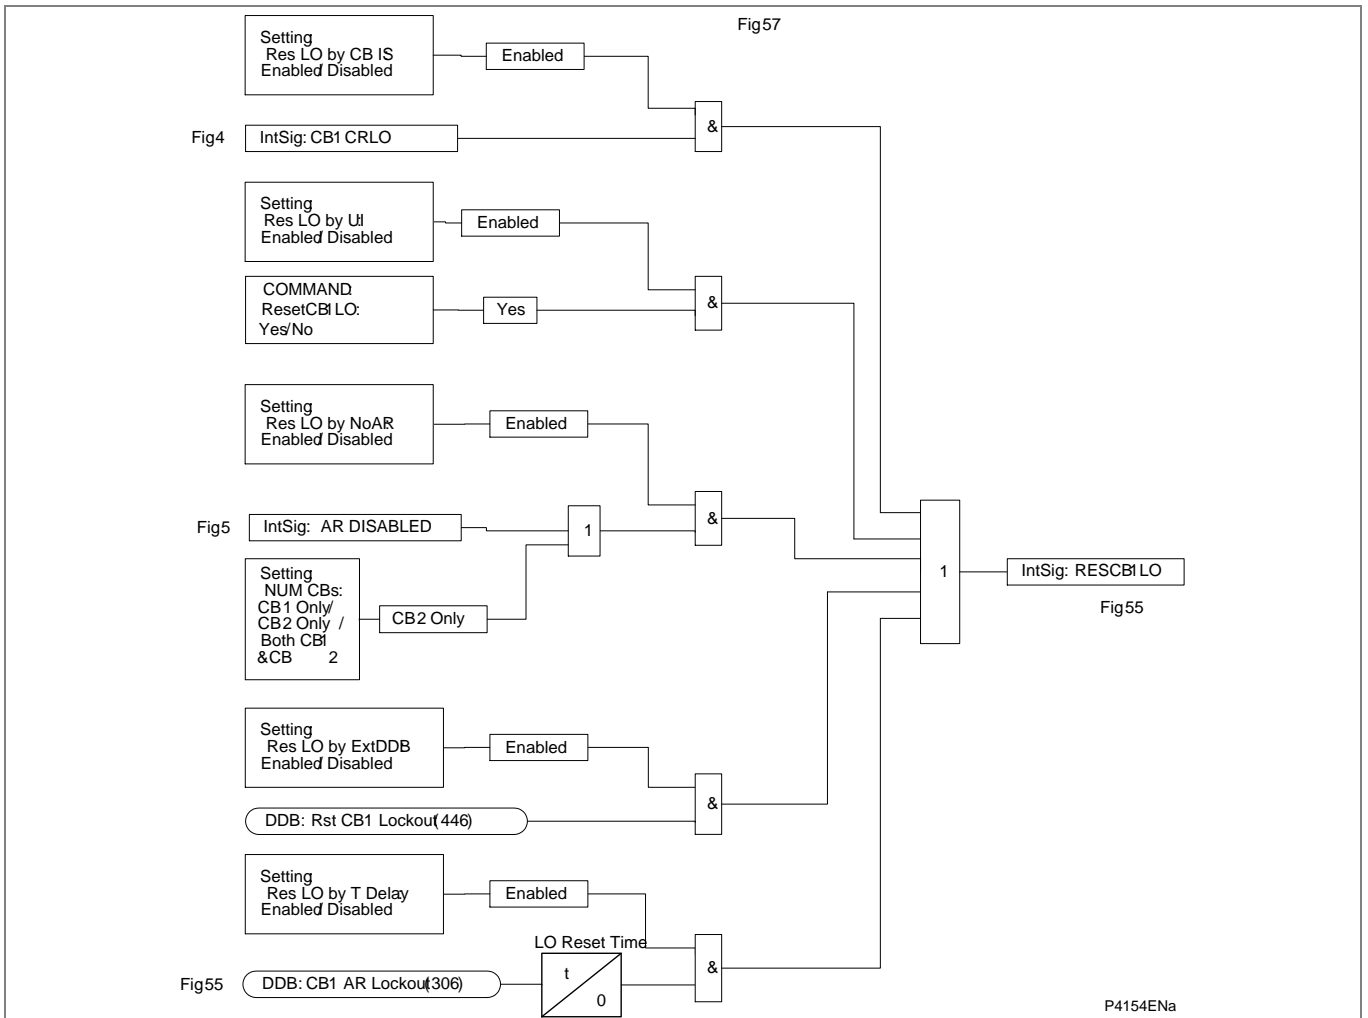 Fig57
Setting
Res LO by CB IS
Enabled/ Disabled
Enabled
&
Fig4
IntSig: CB1 CRLO
Setting
Res LO by UI
Enabled/ Disabled
Enabled
COMMAND:
ResetCB1LO:
Yes/No
Yes
&
Setting
Res LO by NoAR
Enabled/ Disabled
Enabled
&
Fig5
IntSig: AR DISABLED
1
Setting
NUM CBs:
CB1 Only/
CB2 Only /
Both CB1
&CB 2
CB2 Only
1
IntSig: RESCB1LO
Fig55
Setting
Res LO by ExtDDB
Enabled/ Disabled
Enabled
&
DDB: Rst CB1 Lockout(446)
Setting
Res LO by T Delay
Enabled/ Disabled
Enabled
LO Reset Time
&
Fig55
DDB: CB1 AR Lockout(306)
t
0
P4154ENa